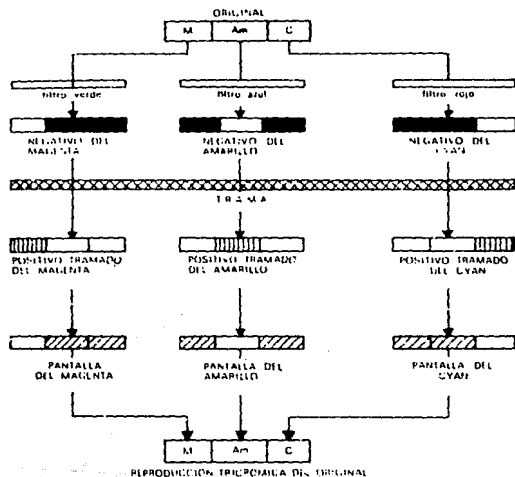 ORIGINAL
M Am C
filtro verde filtro azul filtro rojo
NEGATIVO DEL MAGENTA
NEGATIVO DEL AMARILLO
NEGATIVO DEL CYAN
TRAMA
POSITIVO TRAMADO DEL MAGENTA
POSITIVO TRAMADO DEL AMARILLO
POSITIVO TRAMADO DEL CYAN
PANTALLA DEL MAGENTA
PANTALLA DEL AMARILLO
PANTALLA DEL CYAN
M Am C
REPRODUCCION TRICROMICA DEL ORIGINAL